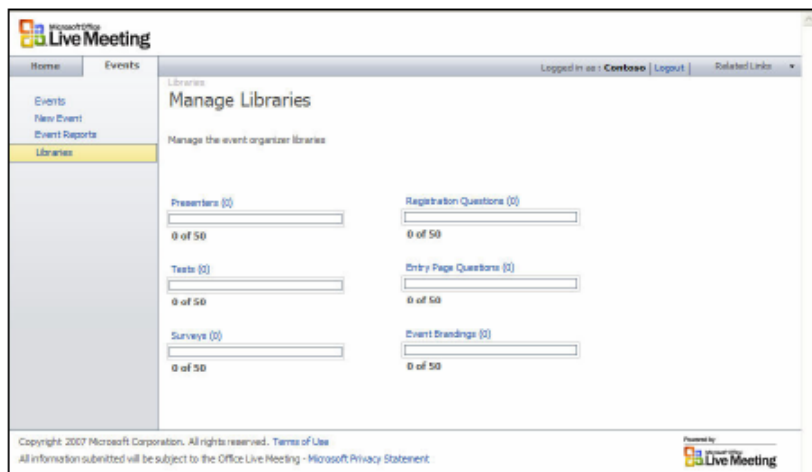 Microsoft Office
Live Meeting
Home Events Logged in as : Contoso | Logout | Related Links
Libraries
Manage Libraries
Events
New Event
Event Reports
Libraries
Manage the event organizer libraries
Presenters (0) Registration Questions (0)
0 of 50 0 of 50
Tests (0) Entry Page Questions (0)
0 of 50 0 of 50
Surveys (0) Event Brandings (0)
0 of 50 0 of 50
Copyright 2007 Microsoft Corporation. All rights reserved. Terms of Use
All information submitted will be subject to the Office Live Meeting - Microsoft Privacy Statement
Powered by
Microsoft Office
Live Meeting